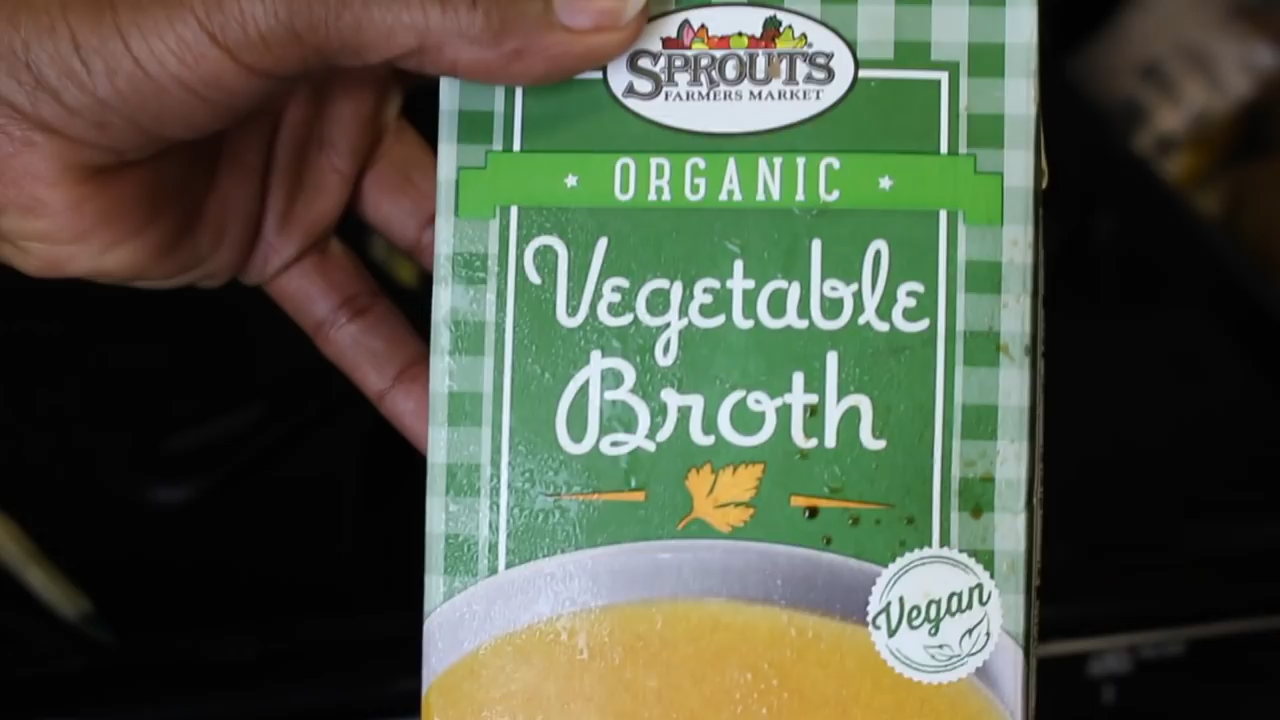 SPROUTS
FARMERS MARKET
ORGANIC
Vegetable
Broth
Vegan